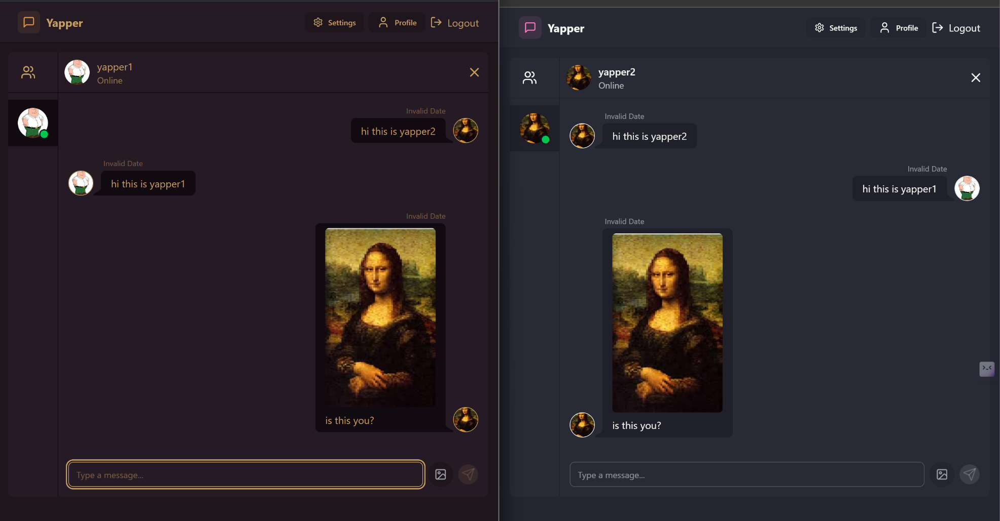 Yapper
Settings
Profile
Logout
yapper1
Online
Invalid Date
hi this is yapper2
Invalid Date
hi this is yapper1
Invalid Date
is this you?
Type a message...
Yapper
Settings
Profile
Logout
yapper2
Online
Invalid Date
hi this is yapper2
Invalid Date
hi this is yapper1
Invalid Date
is this you?
Type a message...